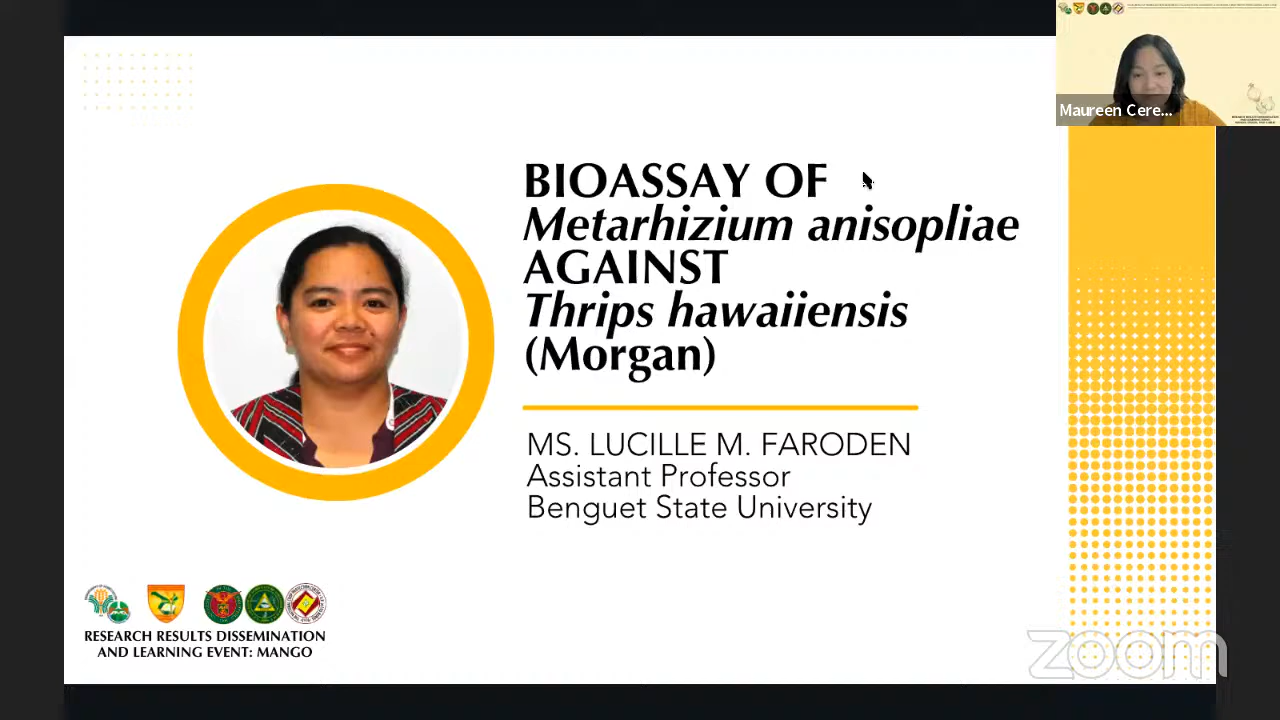 Maureen Cere...
BIOASSAY OF
Metarhizium anisopliae
AGAINST
Thrips hawaiiensis
(Morgan)
MS. LUCILLE M. FARODEN
Assistant Professor
Benguet State University
RESEARCH RESULTS DISSEMINATION
AND LEARNING EVENT: MANGO
zoom